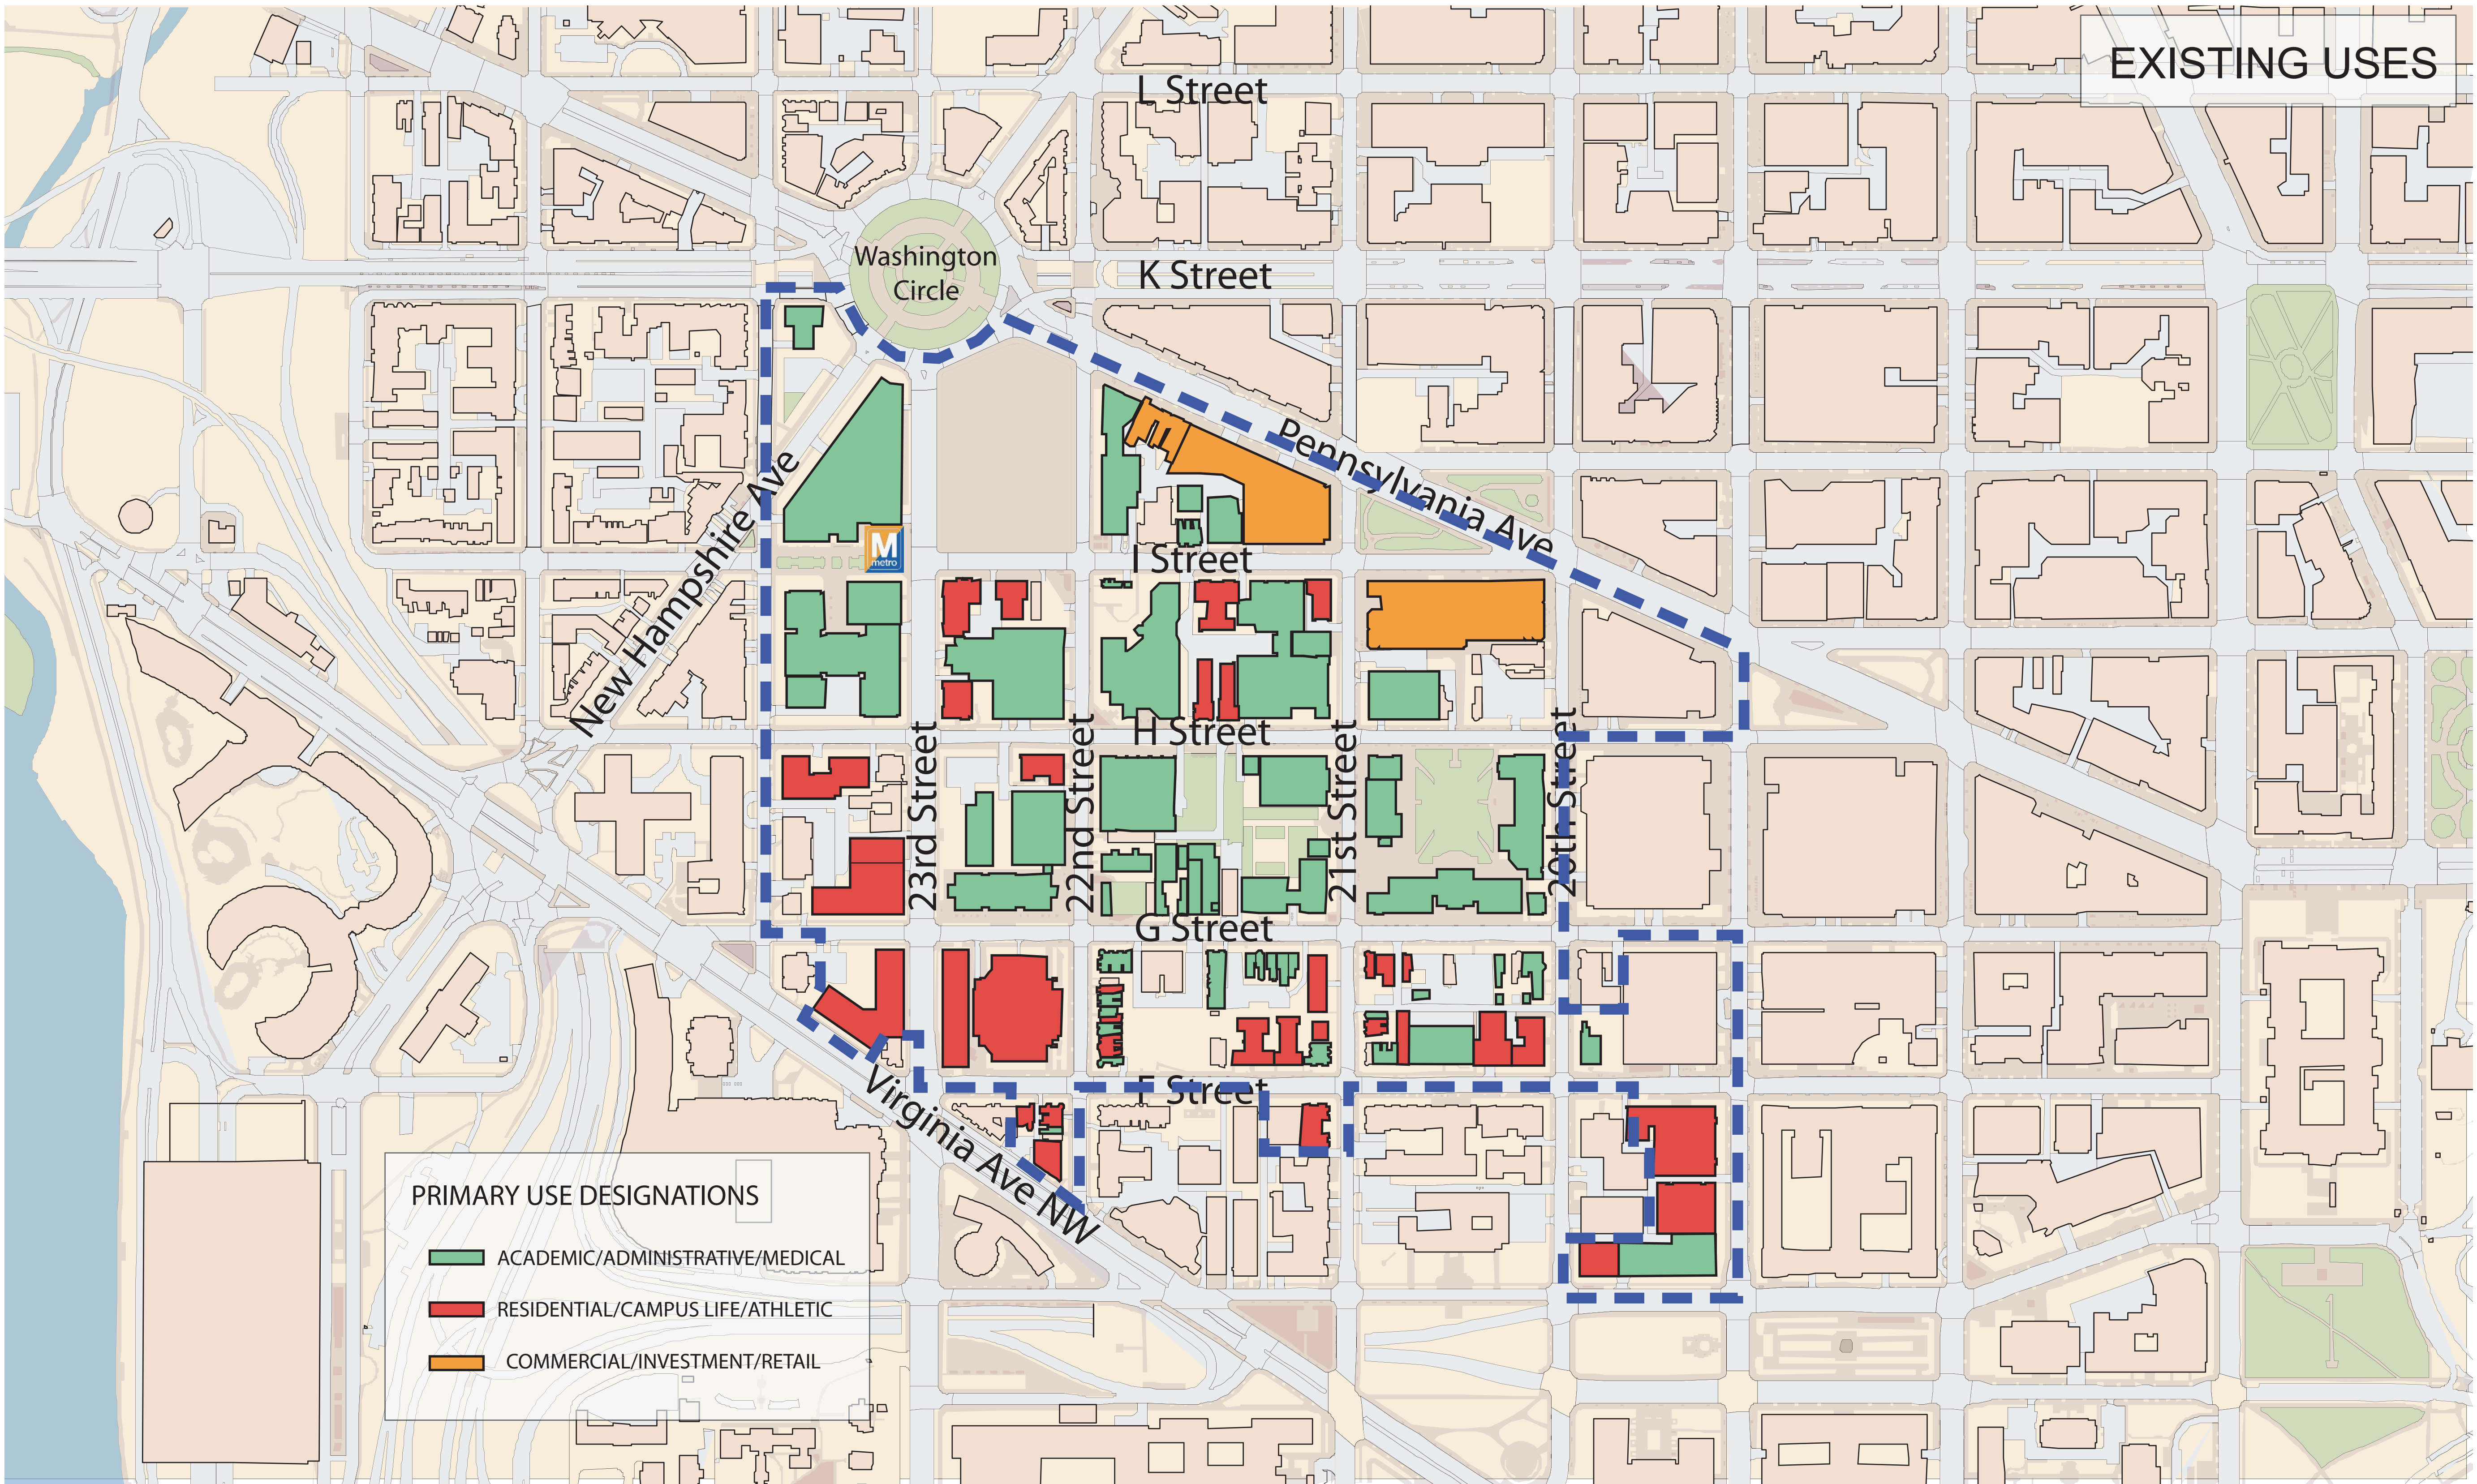 EXISTING USES
L Street
Washington
Circle
K Street
Pennsylvania Ave
New Hampshire Ave
M
metro
I Street
H Street
23rd Street
22nd Street
21st Street
20th Street
G Street
F Street
Virginia Ave NW
PRIMARY USE DESIGNATIONS
ACADEMIC/ADMINISTRATIVE/MEDICAL
RESIDENTIAL/CAMPUS LIFE/ATHLETIC
COMMERCIAL/INVESTMENT/RETAIL